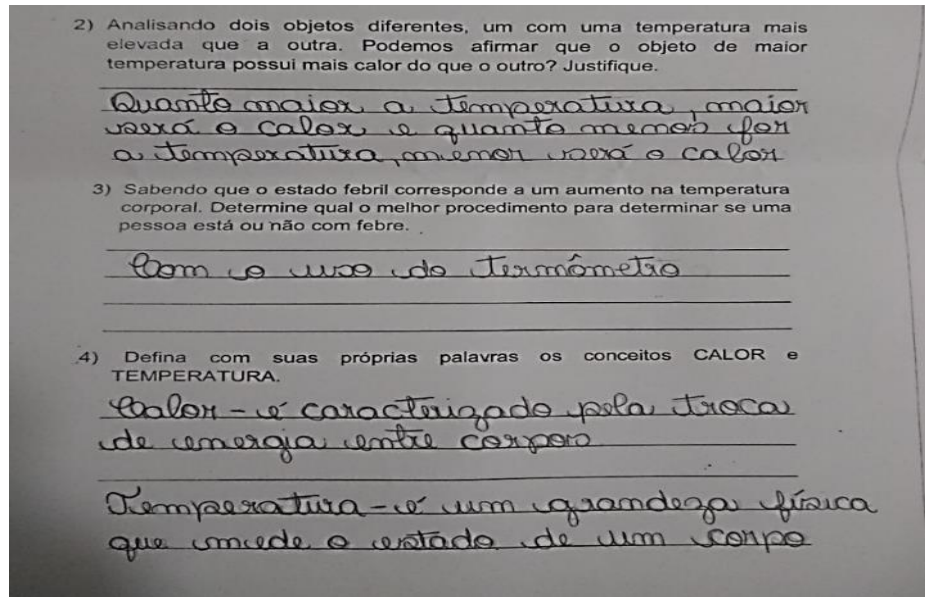 2) Analisando dois objetos diferentes, um com uma temperatura mais
elevada que a outra. Podemos afirmar que o objeto de maior
temperatura possui mais calor do que o outro? Justifique.
Quanto maior a temperatura, maior
será o calor e quanto menos for
a temperatura, menor será o calor
3) Sabendo que o estado febril corresponde a um aumento na temperatura
corporal. Determine qual o melhor procedimento para determinar se uma
pessoa está ou não com febre.
Com o uso do Termômetro
4) Defina com suas próprias palavras os conceitos CALOR e
TEMPERATURA.
Calor - é caracterizado pela troca
de energia entre corpos
Temperatura - é um grandeza física
que mede o estado de um corpo